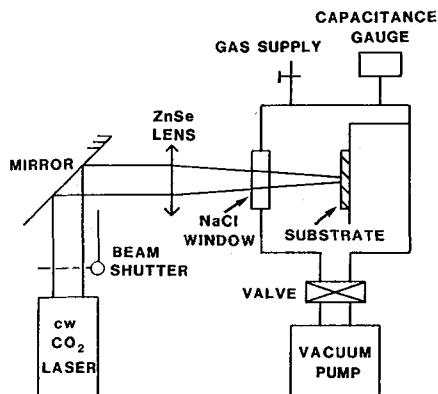 CAPACITANCE
GAUGE
GAS SUPPLY
ZnSe
LENS
MIRROR
NaCl
WINDOW
SUBSTRATE
BEAM
SHUTTER
VALVE
CW
CO2
LASER
VACUUM
PUMP